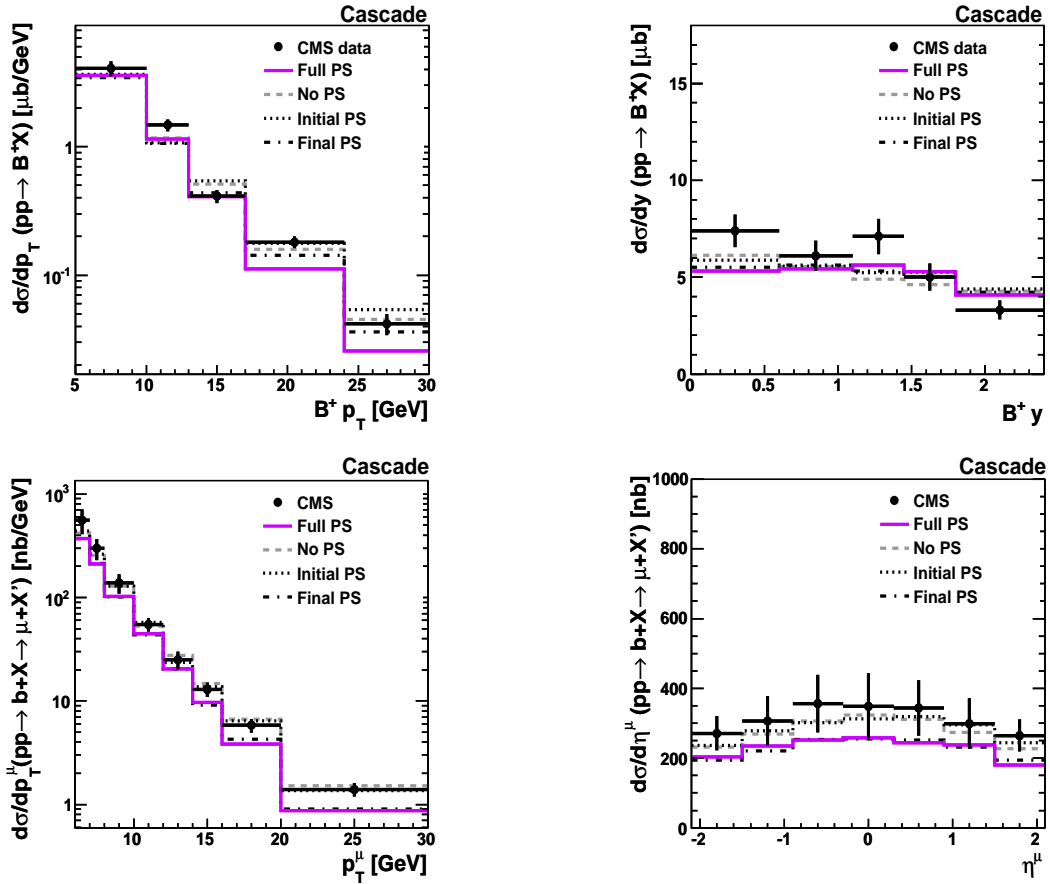 Cascade
dσ/dp_T (pp→ B⁺X) [μb/GeV]
CMS data
Full PS
No PS
Initial PS
Final PS
1
10⁻¹
5 10 15 20 25 30
B⁺ p_T [GeV]
Cascade
dσ/dy (pp→ B⁺X) [μb]
CMS data
Full PS
No PS
Initial PS
Final PS
15
10
5
0
0 0.5 1 1.5 2
B⁺ y
Cascade
dσ/dp_T^μ(pp→ b+X→ μ+X') [nb/GeV]
CMS
Full PS
No PS
Initial PS
Final PS
10³
10²
10
1
10 15 20 25 30
p_T^μ [GeV]
Cascade
dσ/dη^μ (pp→ b+X→ μ+X') [nb]
CMS
Full PS
No PS
Initial PS
Final PS
1000
800
600
400
200
0
-2 -1 0 1 2
η^μ